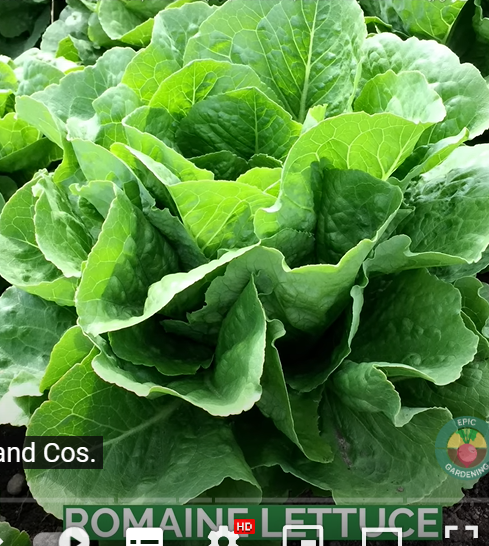 and Cos.
EPIC
GARDENING
ROMAINE LETTUCE
HD